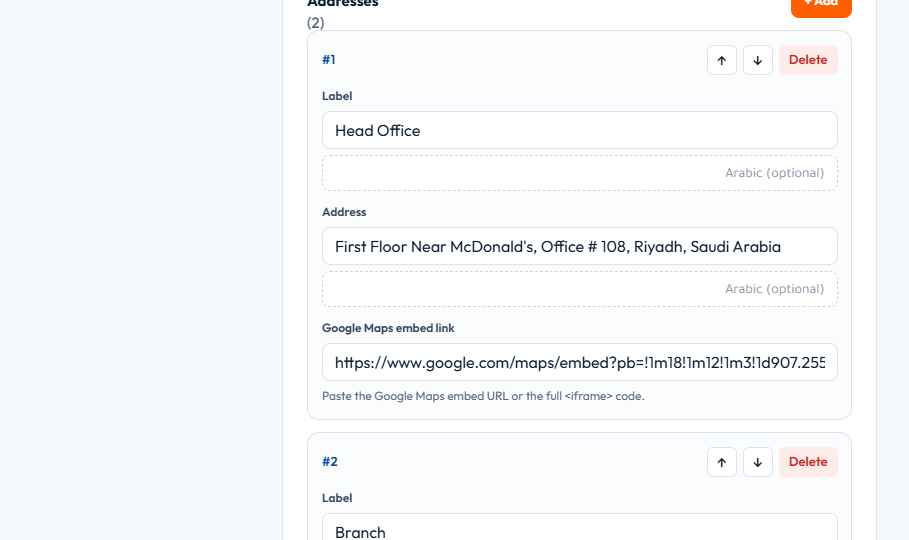 Addresses
+ Add
(2)
#1
↑
↓
Delete
Label
Head Office
Arabic (optional)
Address
First Floor Near McDonald's, Office # 108, Riyadh, Saudi Arabia
Arabic (optional)
Google Maps embed link
https://www.google.com/maps/embed?pb=!1m18!1m12!1m3!1d907.255
Paste the Google Maps embed URL or the full <iframe> code.
#2
↑
↓
Delete
Label
Branch